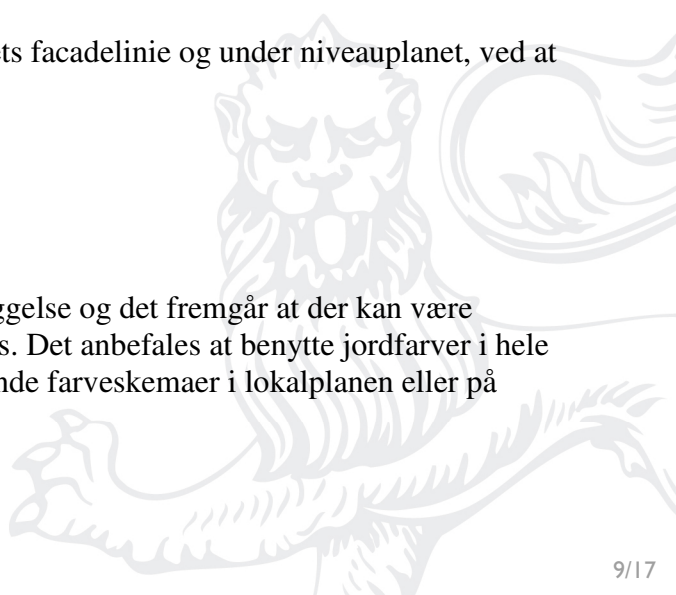 ts facadelinie og under niveauplanet, ved at
ggelse og det fremgår at der kan være
s. Det anbefales at benytte jordfarver i hele
nde farveskemaer i lokalplanen eller på
9/17